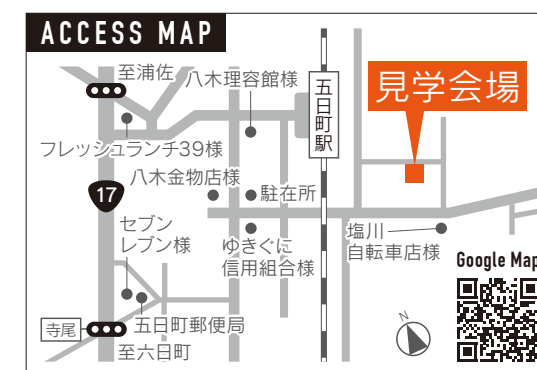 ACCESS MAP
至浦佐
八木理容館様
五日町駅
見学会場
フレッシュランチ39様
八木金物店様
駐在所
17
セブン
レブン様
ゆきぐに
信用組合様
塩川
自転車店様
Google Map
五日町郵便局
寺尾
至六日町
N